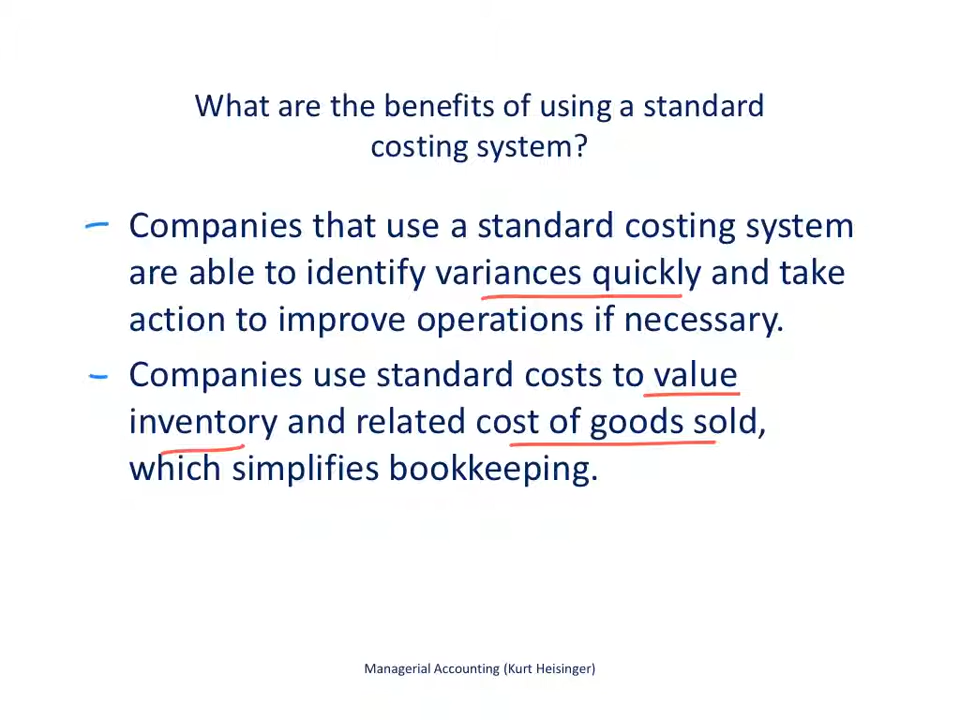 What are the benefits of using a standard
costing system?
– Companies that use a standard costing system
are able to identify variances quickly and take
action to improve operations if necessary.
– Companies use standard costs to value
inventory and related cost of goods sold,
which simplifies bookkeeping.
Managerial Accounting (Kurt Heisinger)